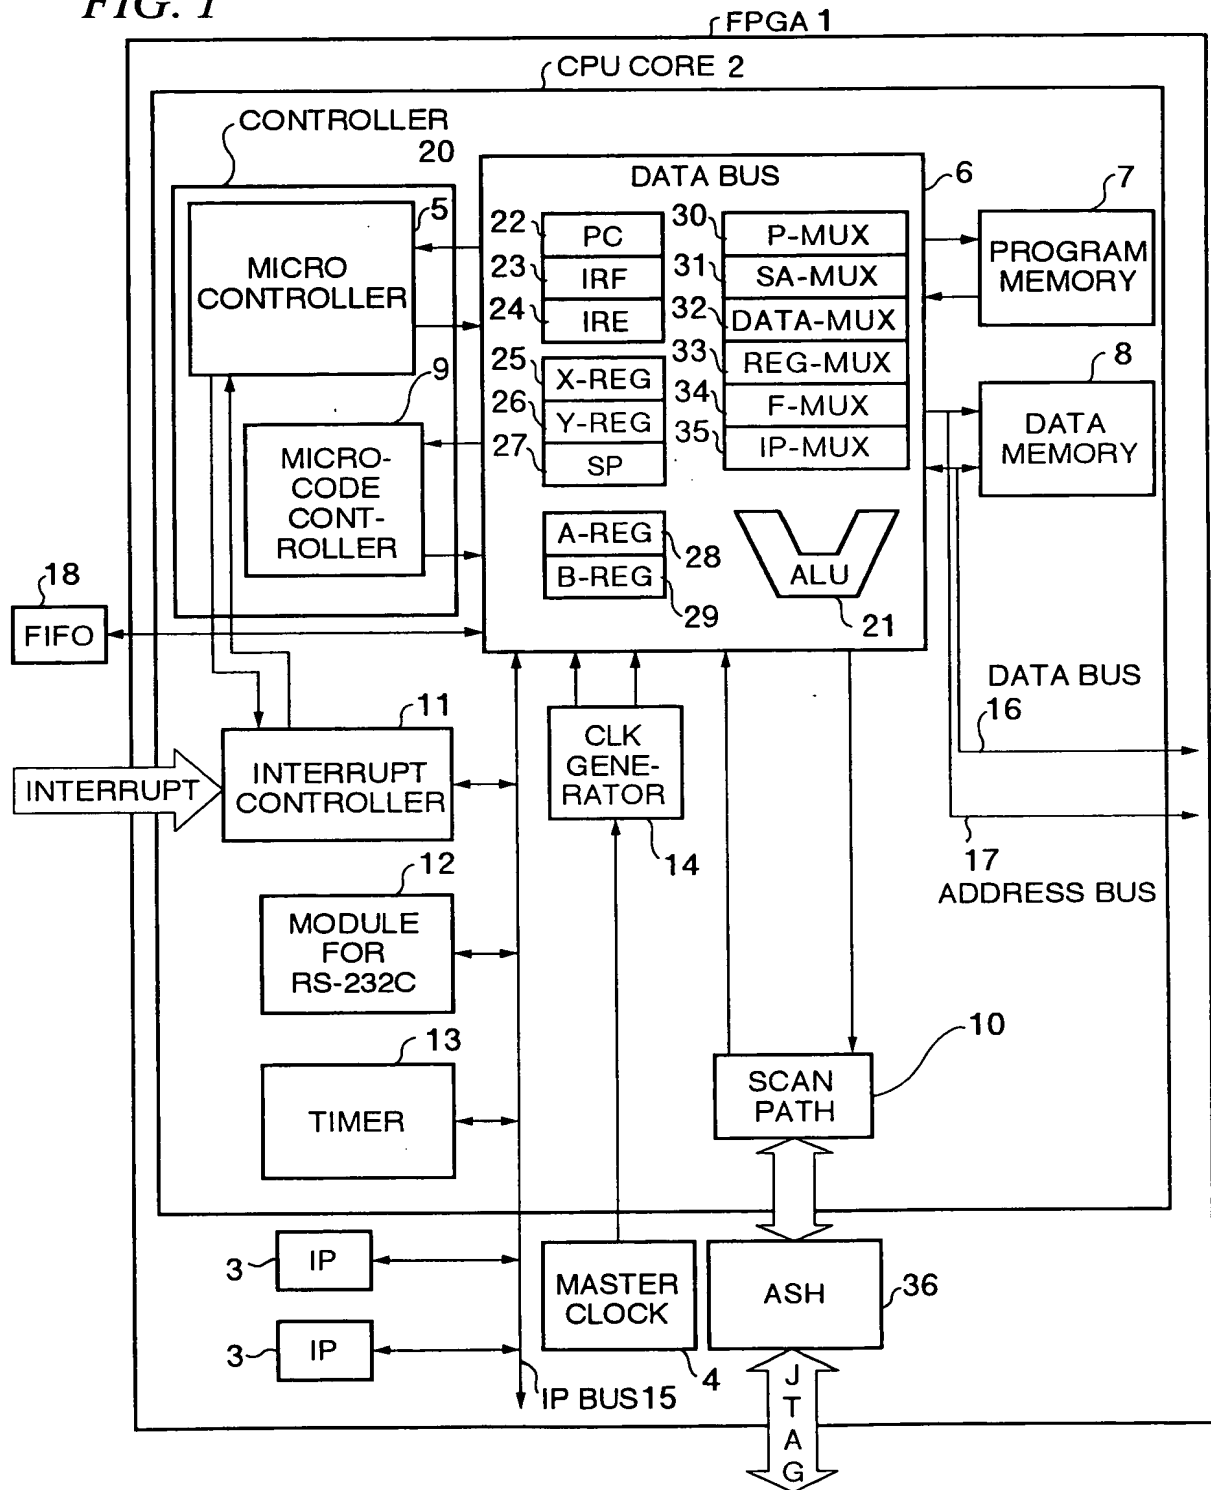 FIG. 1
FPGA 1
CPU CORE 2
CONTROLLER
20
5
MICRO
CONTROLLER
9
MICRO-
CODE
CONT-
ROLLER
DATA BUS
6
22
PC
23
IRF
24
IRE
25
X-REG
26
Y-REG
27
SP
A-REG
28
B-REG
29
30
P-MUX
31
SA-MUX
32
DATA-MUX
33
REG-MUX
34
F-MUX
35
IP-MUX
ALU
21
7
PROGRAM
MEMORY
8
DATA
MEMORY
18
FIFO
DATA BUS
16
17
ADDRESS BUS
11
INTERRUPT
INTERRUPT
CONTROLLER
CLK
GENE-
RATOR
14
12
MODULE
FOR
RS-232C
13
TIMER
10
SCAN
PATH
3
IP
3
IP
MASTER
CLOCK
4
ASH
36
IP BUS 15
J
T
A
G